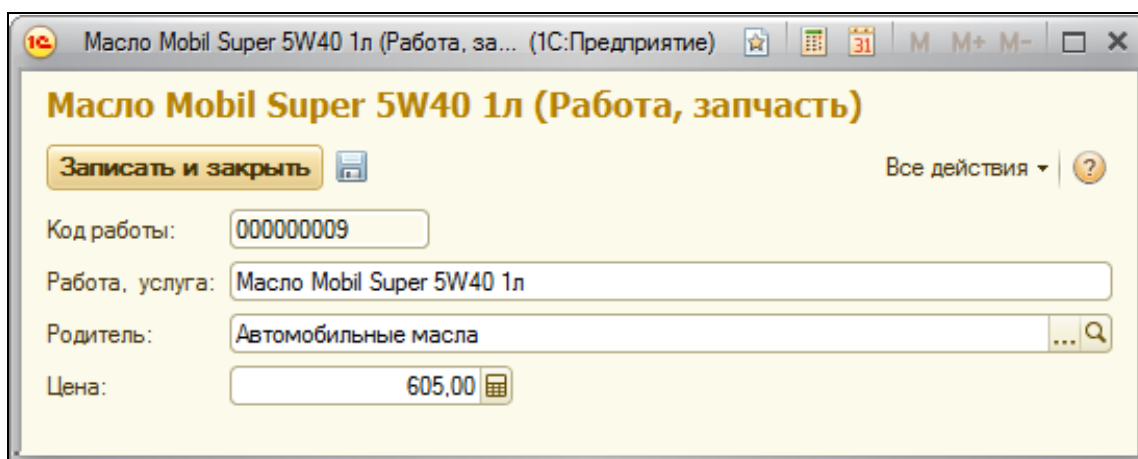 1С Масло Mobil Super 5W40 1л (Работа, за... (1С:Предприятие) 31 M M+ M-
Масло Mobil Super 5W40 1л (Работа, запчасть)
Записать и закрыть Все действия ?
Код работы: 000000009
Работа, услуга: Масло Mobil Super 5W40 1л
Родитель: Автомобильные масла ...
Цена: 605,00